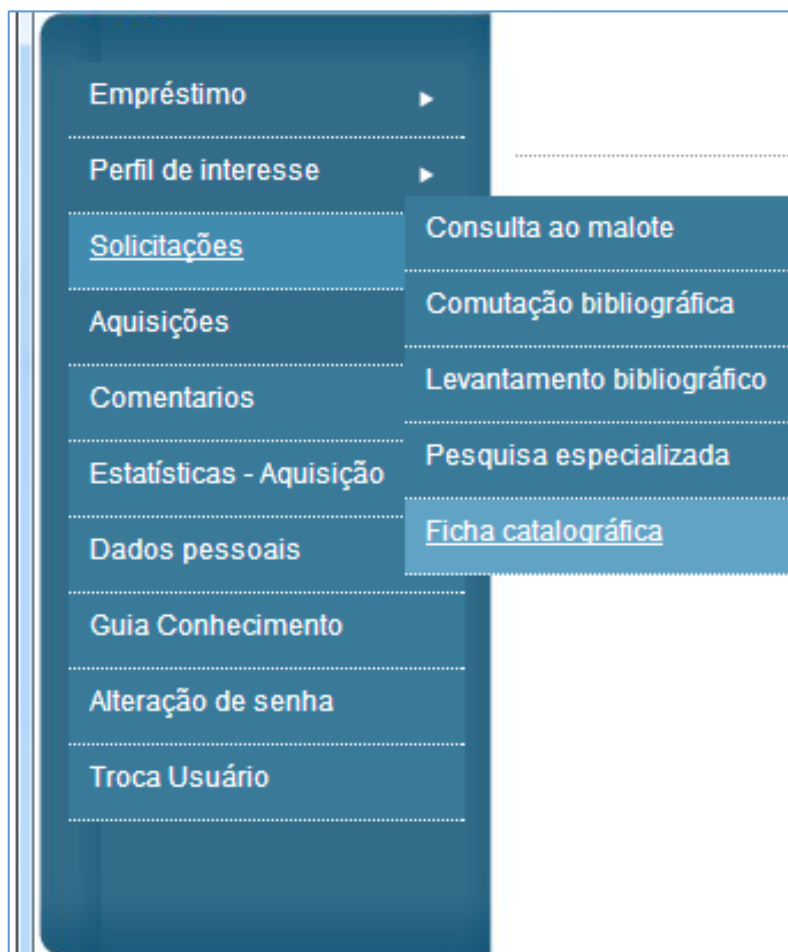 Empréstimo
Perfil de interesse
Solicitações
Consulta ao malote
Comutação bibliográfica
Levantamento bibliográfico
Pesquisa especializada
Ficha catalográfica
Aquisições
Comentarios
Estatísticas - Aquisição
Dados pessoais
Guia Conhecimento
Alteração de senha
Troca Usuário